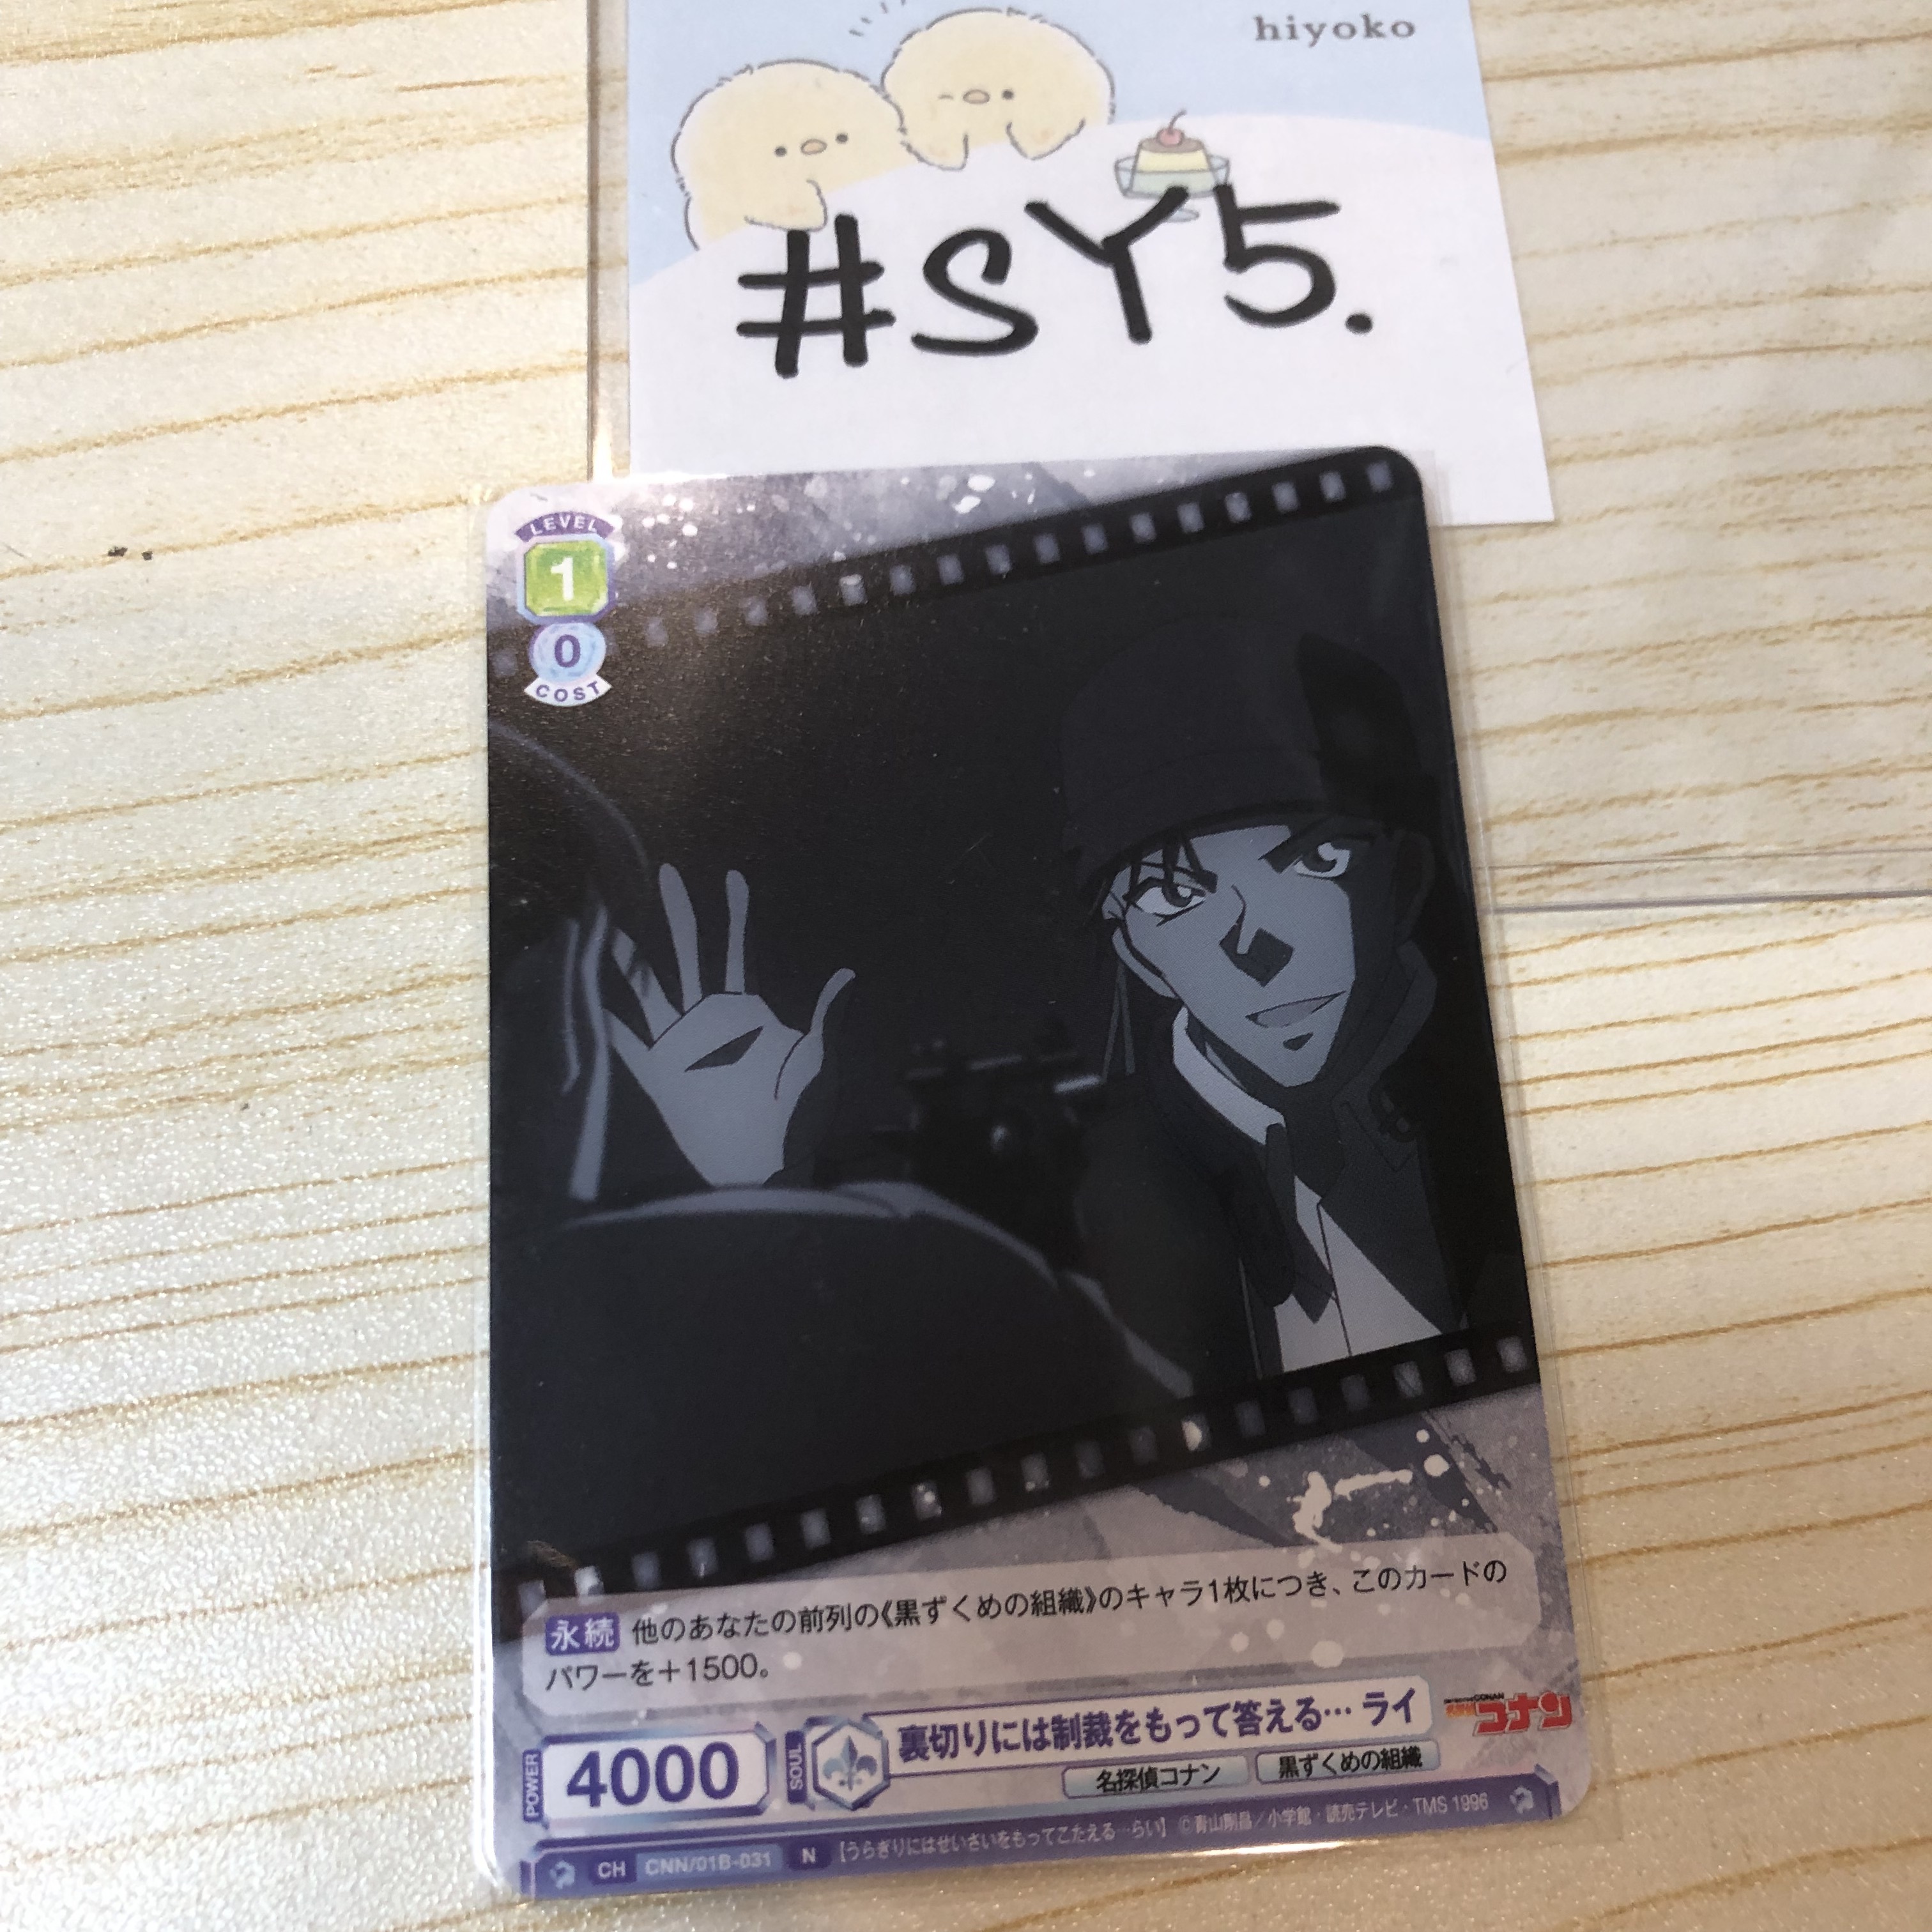 hiyoko
#SY5.
LEVEL
1
0
COST
永続 他のあなたの前列の《黒ずくめの組織》のキャラ1枚につき、このカードの
パワーを＋1500。
POWER
4000
SOUL
裏切りには制裁をもって答える… ライ
コナン
名探偵コナン
黒ずくめの組織
CH CNN/01B-031 N 【うらぎりにはせいさいをもってこたえる…らい】 ©青山剛昌／小学館・読売テレビ・TMS 1996